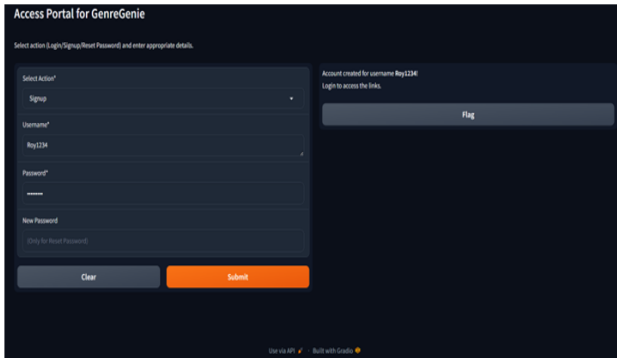 Access Portal for GenreGenie
Select action (Login/Signup/Reset Password) and enter appropriate details.
Select Action*
Signup
Username*
Roy1234
Password*
•••••••
New Password
(Only for Reset Password)
Clear
Submit
Account created for username Roy1234!
Login to access the links.
Flag
Use via API
·
Built with Gradio